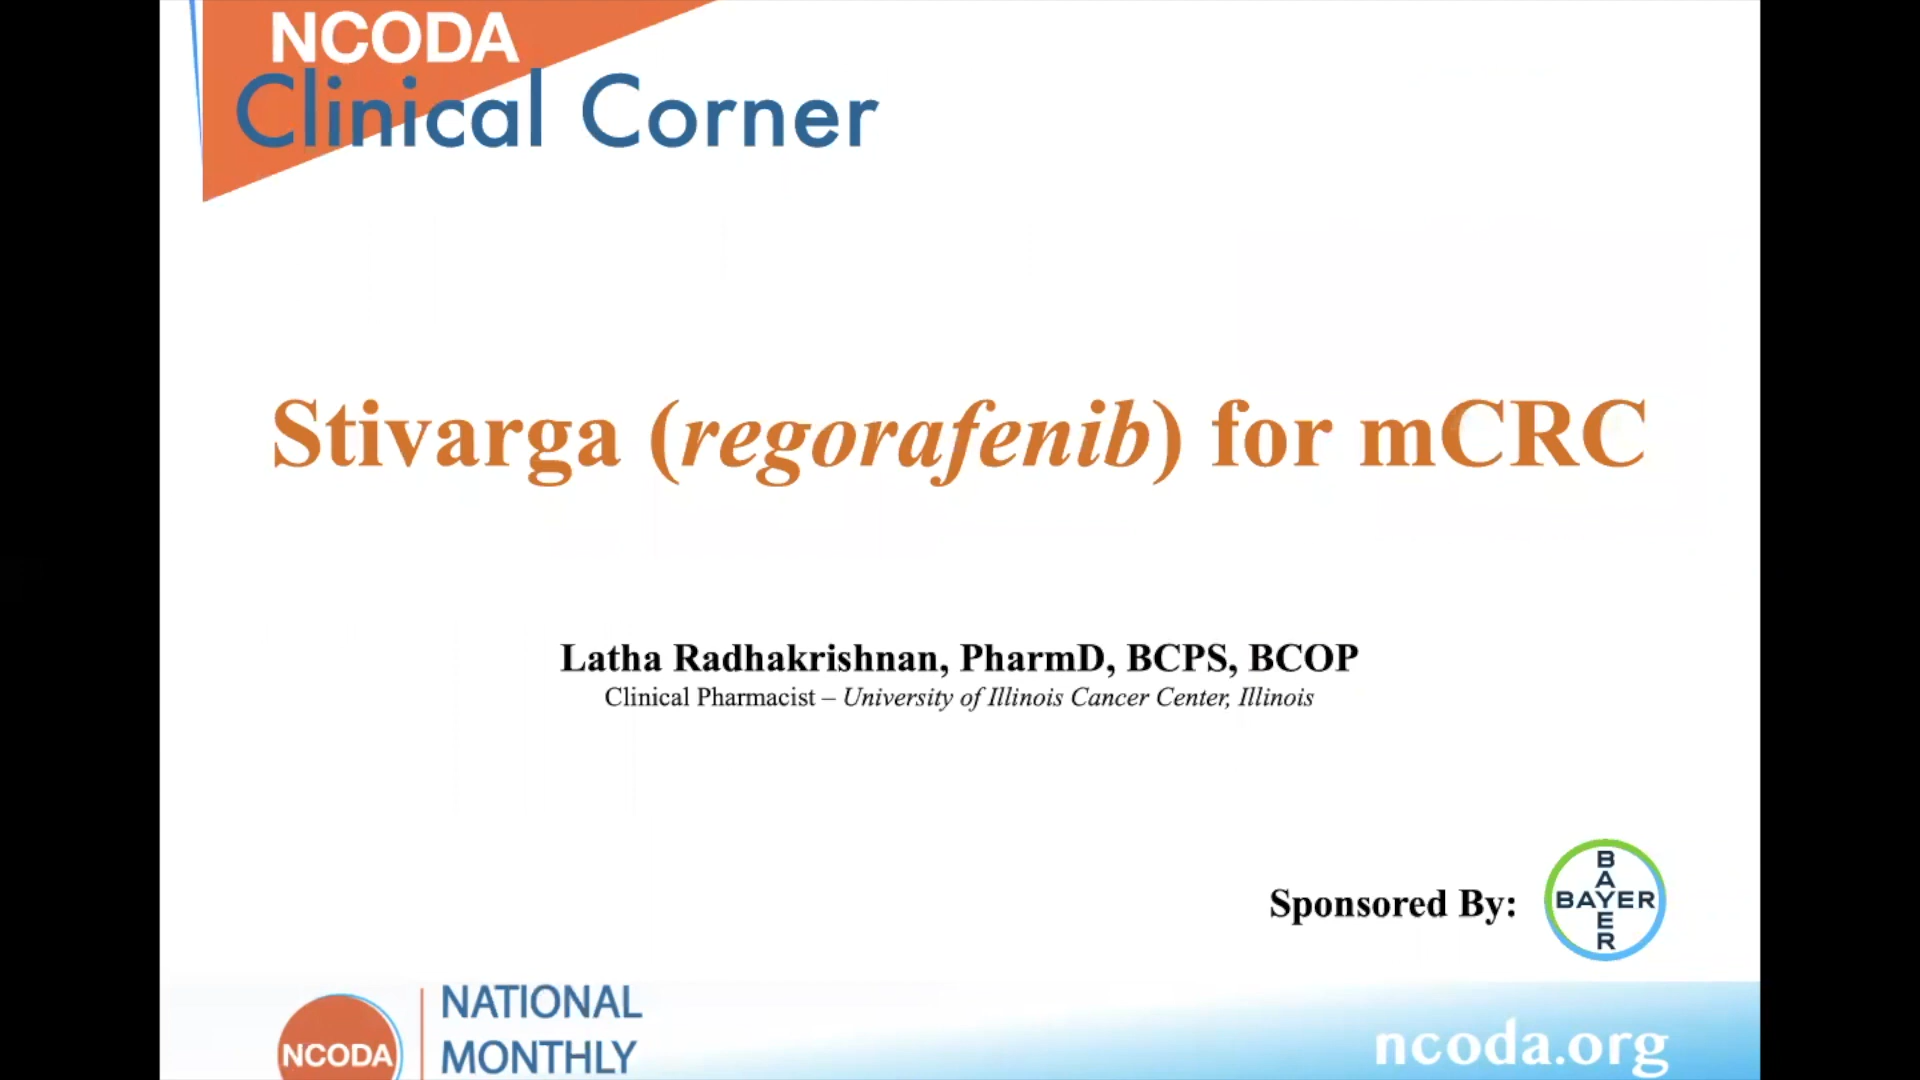 NCODA
Clinical Corner
Stivarga (regorafenib) for mCRC
Latha Radhakrishnan, PharmD, BCPS, BCOP
Clinical Pharmacist – University of Illinois Cancer Center, Illinois
Sponsored By:
BAYER
BAYER
NCODA
NATIONAL
MONTHLY
ncoda.org